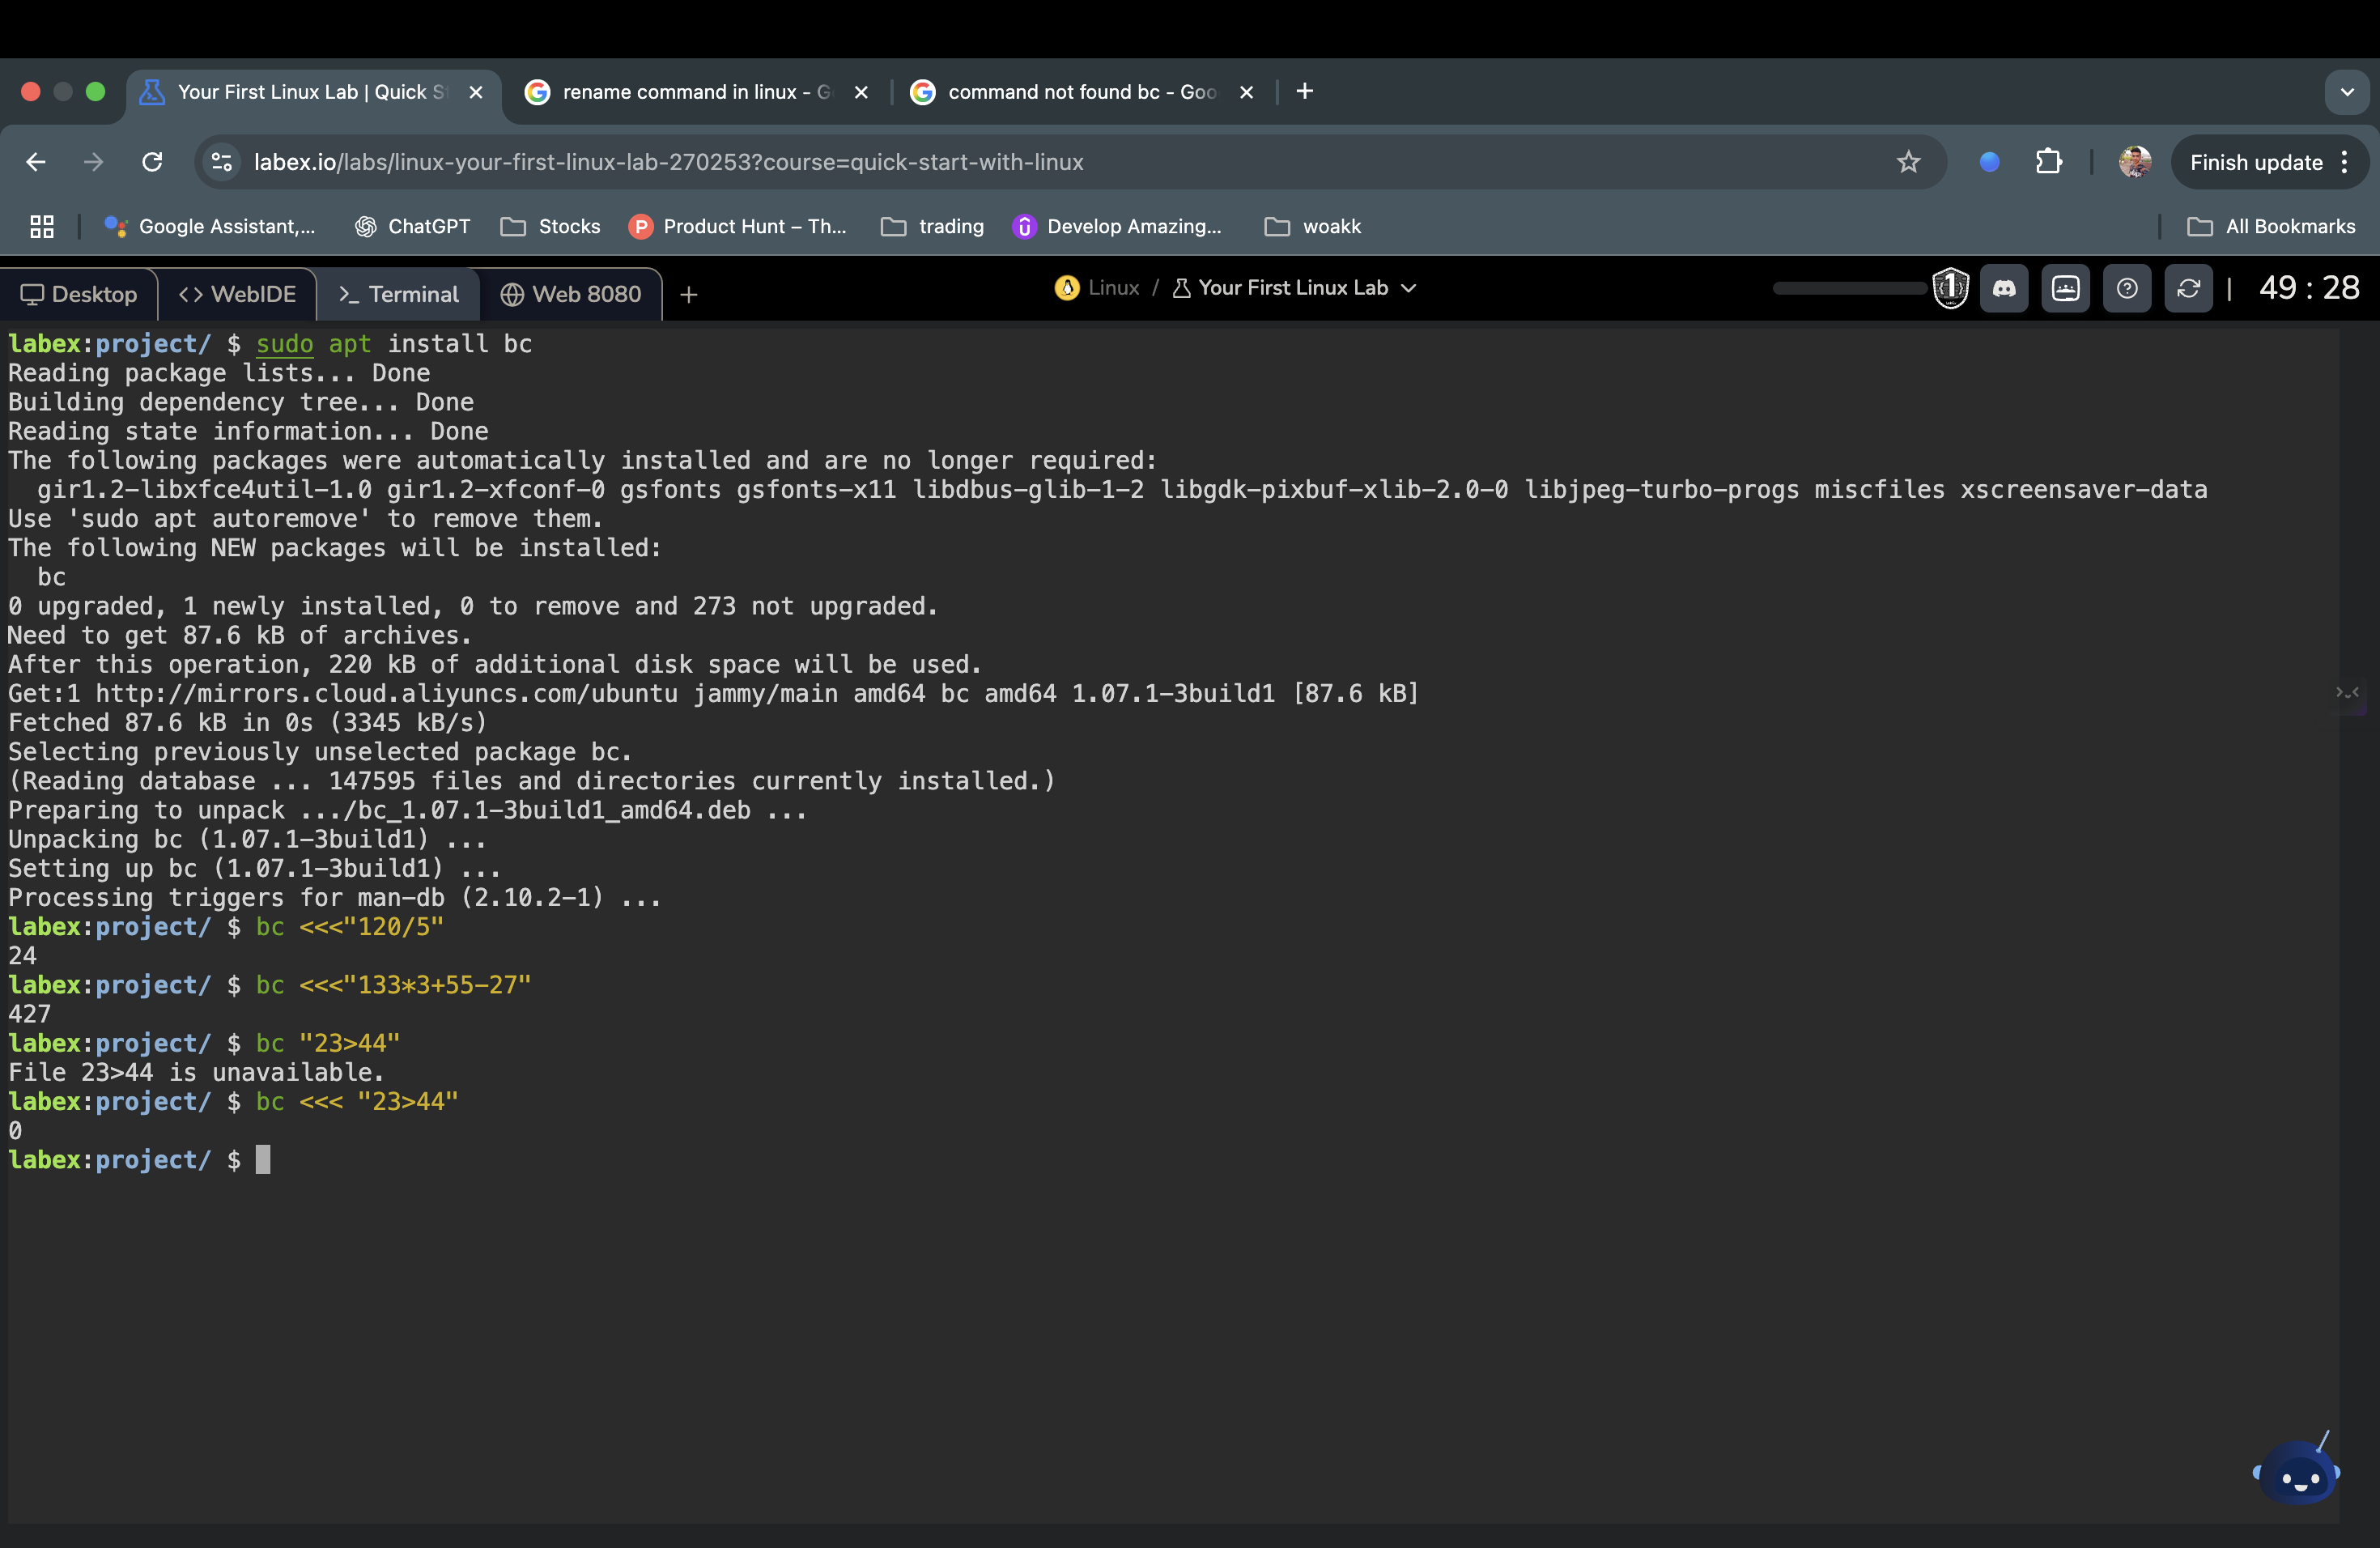 Your First Linux Lab | Quick S
rename command in linux - G
command not found bc - Goo
labex.io/labs/linux-your-first-linux-lab-270253?course=quick-start-with-linux
Finish update
Google Assistant,...
ChatGPT
Stocks
Product Hunt – Th...
trading
Develop Amazing...
woakk
All Bookmarks
Desktop
WebIDE
Terminal
Web 8080
Linux / Your First Linux Lab
1
| 49 : 28
labex:project/ $ sudo apt install bc
Reading package lists... Done
Building dependency tree... Done
Reading state information... Done
The following packages were automatically installed and are no longer required:
gir1.2-libxfce4util-1.0 gir1.2-xfconf-0 gsfonts gsfonts-x11 libdbus-glib-1-2 libgdk-pixbuf-xlib-2.0-0 libjpeg-turbo-progs miscfiles xscreensaver-data
Use 'sudo apt autoremove' to remove them.
The following NEW packages will be installed:
bc
0 upgraded, 1 newly installed, 0 to remove and 273 not upgraded.
Need to get 87.6 kB of archives.
After this operation, 220 kB of additional disk space will be used.
Get:1 http://mirrors.cloud.aliyuncs.com/ubuntu jammy/main amd64 bc amd64 1.07.1-3build1 [87.6 kB]
Fetched 87.6 kB in 0s (3345 kB/s)
Selecting previously unselected package bc.
(Reading database ... 147595 files and directories currently installed.)
Preparing to unpack .../bc_1.07.1-3build1_amd64.deb ...
Unpacking bc (1.07.1-3build1) ...
Setting up bc (1.07.1-3build1) ...
Processing triggers for man-db (2.10.2-1) ...
labex:project/ $ bc <<<"120/5"
24
labex:project/ $ bc <<<"133*3+55-27"
427
labex:project/ $ bc "23>44"
File 23>44 is unavailable.
labex:project/ $ bc <<< "23>44"
0
labex:project/ $